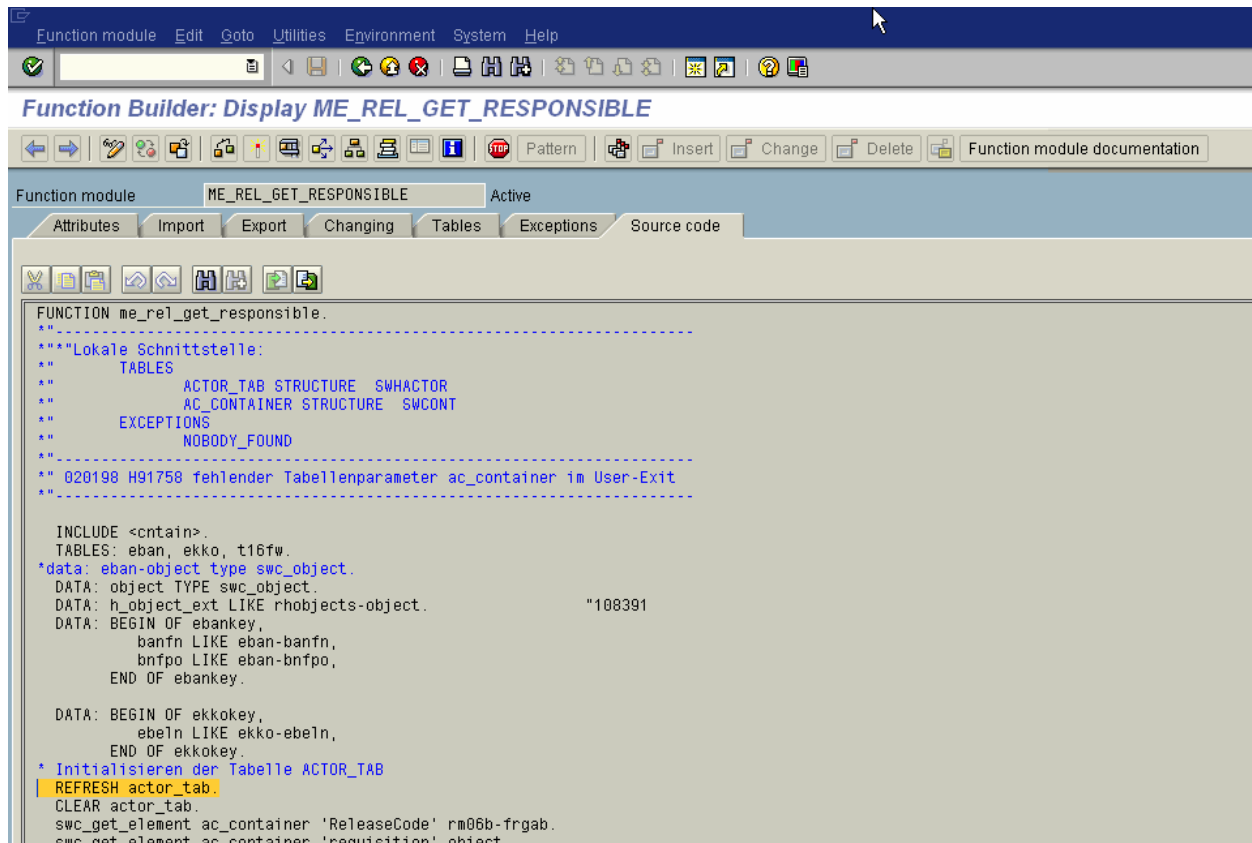 Function module Edit Goto Utilities Environment System Help
Function Builder: Display ME_REL_GET_RESPONSIBLE
STOP Pattern Insert Change Delete Function module documentation
Function module ME_REL_GET_RESPONSIBLE Active
Attributes Import Export Changing Tables Exceptions Source code
FUNCTION me_rel_get_responsible.
*"----------------------------------------------------------------------
*"*"Lokale Schnittstelle:
*" TABLES
*" ACTOR_TAB STRUCTURE SWHACTOR
*" AC_CONTAINER STRUCTURE SWCONT
*" EXCEPTIONS
*" NOBODY_FOUND
*"----------------------------------------------------------------------
*" 020198 H91758 fehlender Tabellenparameter ac_container im User-Exit
*"----------------------------------------------------------------------
INCLUDE <cntain>.
TABLES: eban, ekko, t16fw.
*data: eban-object type swc_object.
DATA: object TYPE swc_object.
DATA: h_object_ext LIKE rhobjects-object. "108391
DATA: BEGIN OF ebankey,
banfn LIKE eban-banfn,
bnfpo LIKE eban-bnfpo,
END OF ebankey.
DATA: BEGIN OF ekkokey,
ebeln LIKE ekko-ebeln,
END OF ekkokey.
* Initialisieren der Tabelle ACTOR_TAB
REFRESH actor_tab.
CLEAR actor_tab.
swc_get_element ac_container 'ReleaseCode' rm06b-frgab.
swc_get_element ac_container 'requisition' object.